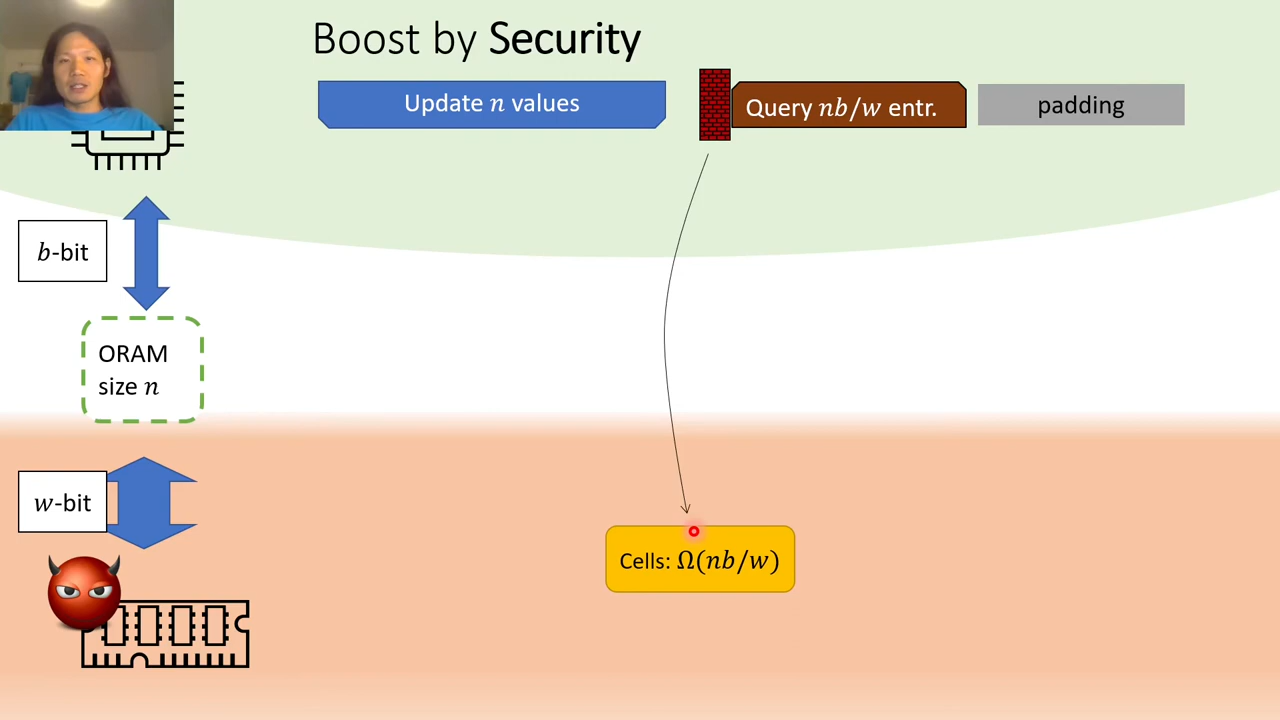 Boost by Security
Update n values
Query nb/w entr.
padding
b-bit
ORAM
size n
w-bit
Cells: Ω(nb/w)